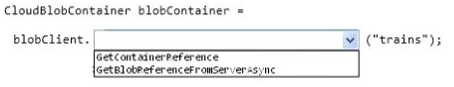 CloudBlobContainer blobContainer =
blobClient. ("trains");
GetContainerReference
GetBlobReferenceFromServerAsync